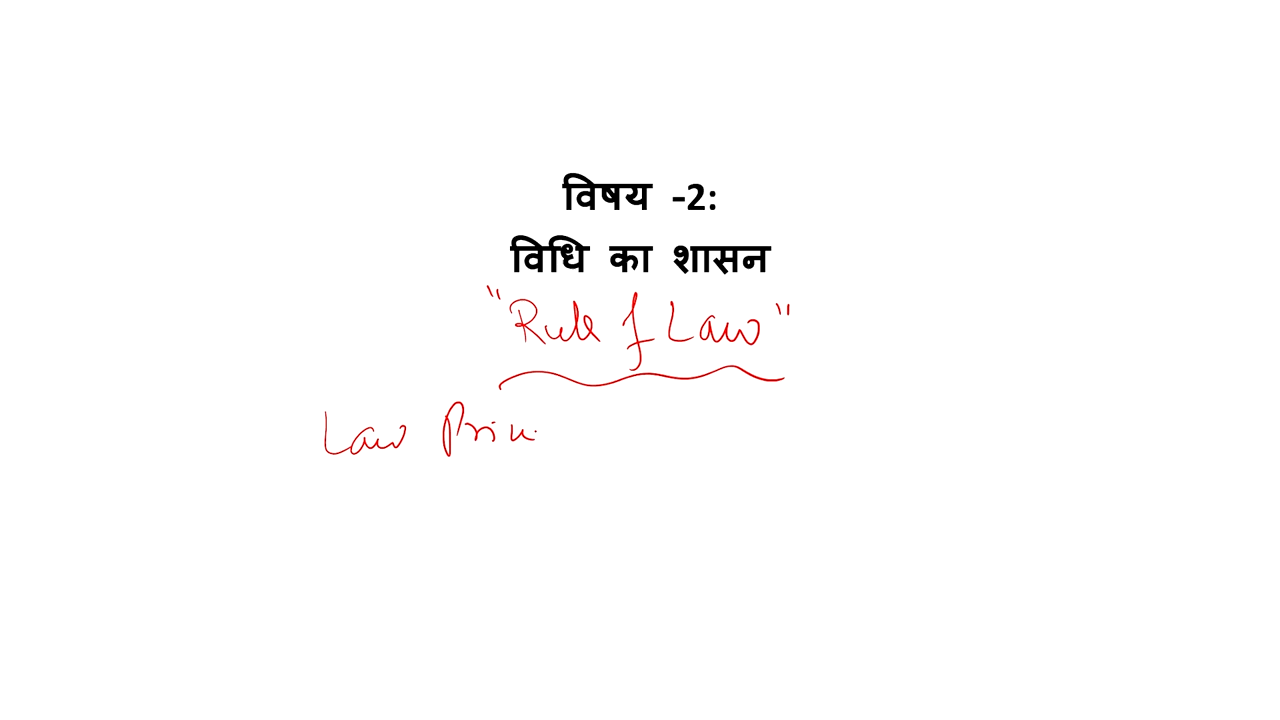 विषय -2:
विधि का शासन
"Rule of Law"
Law Prin